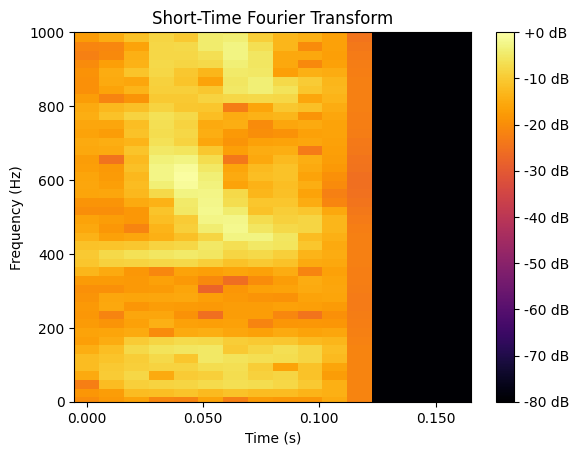 Short-Time Fourier Transform
1000
800
600
400
200
0
Frequency (Hz)
0.000
0.050
0.100
0.150
Time (s)
+0 dB
-10 dB
-20 dB
-30 dB
-40 dB
-50 dB
-60 dB
-70 dB
-80 dB